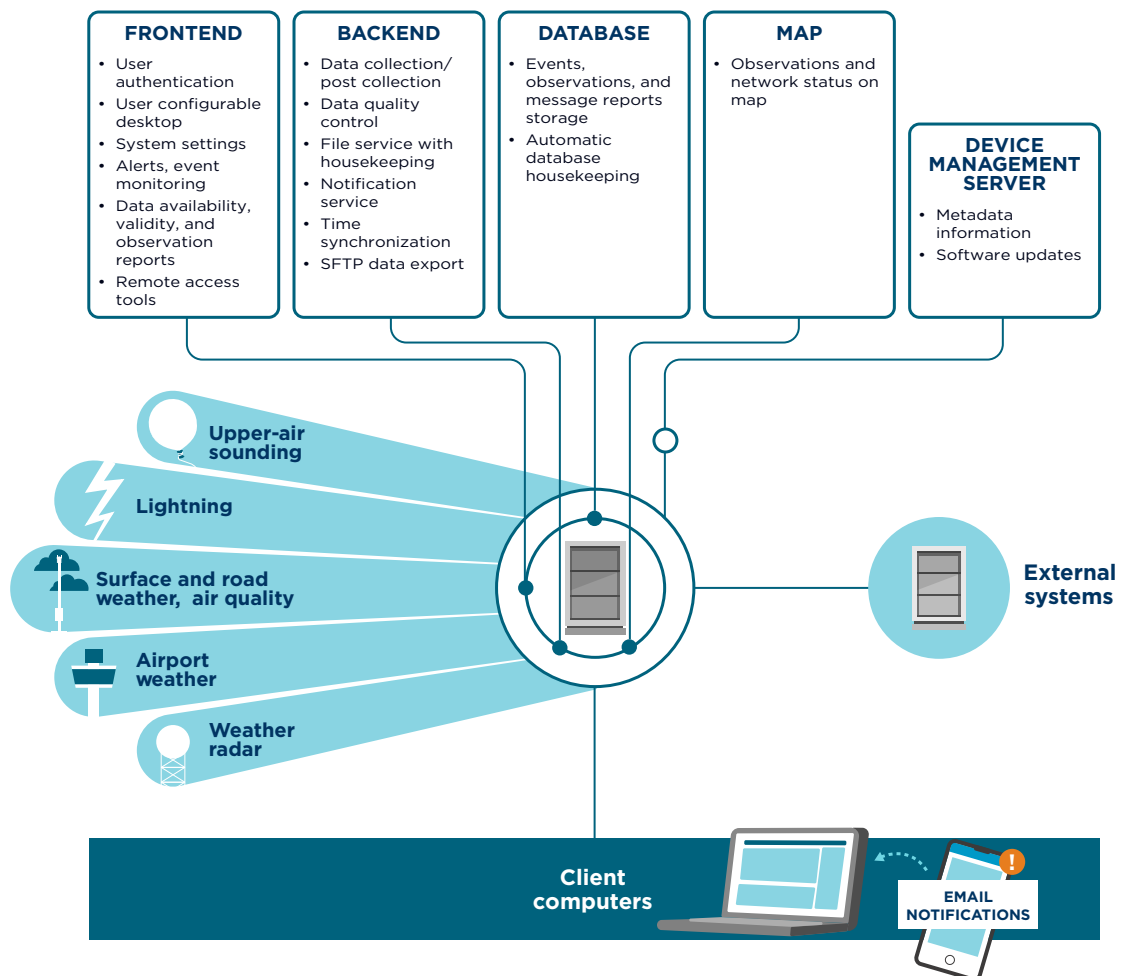 FRONTEND
• User
authentication
• User configurable
desktop
• System settings
• Alerts, event
monitoring
• Data availability,
validity, and
observation
reports
• Remote access
tools
BACKEND
• Data collection/
post collection
• Data quality
control
• File service with
housekeeping
• Notification
service
• Time
synchronization
• SFTP data export
DATABASE
• Events,
observations, and
message reports
storage
• Automatic
database
housekeeping
MAP
• Observations and
network status on
map
DEVICE
MANAGEMENT
SERVER
• Metadata
information
• Software updates
Upper-air
sounding
Lightning
Surface and road
weather, air quality
Airport
weather
Weather
radar
External
systems
Client
computers
!
EMAIL
NOTIFICATIONS